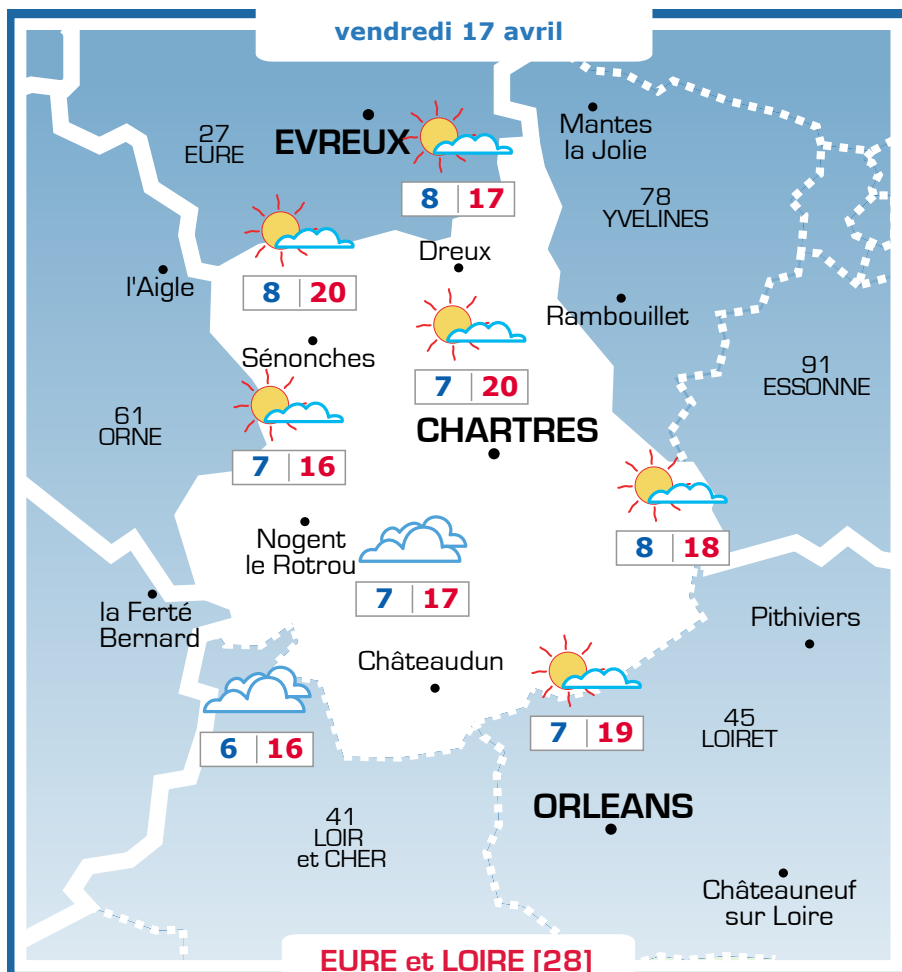 vendredi 17 avril
27
EURE
EVREUX
Mantes
la Jolie
8 17
78
YVELINES
Dreux
l'Aigle
8 20
Rambouillet
Sénonches
7 20
91
ESSONNE
61
ORNE
CHARTRES
7 16
Nogent
le Rotrou
8 18
7 17
la Ferté
Bernard
Pithiviers
Châteaudun
6 16
7 19
45
LOIRET
ORLEANS
41
LOIR
et CHER
Châteauneuf
sur Loire
EURE et LOIRE [28]